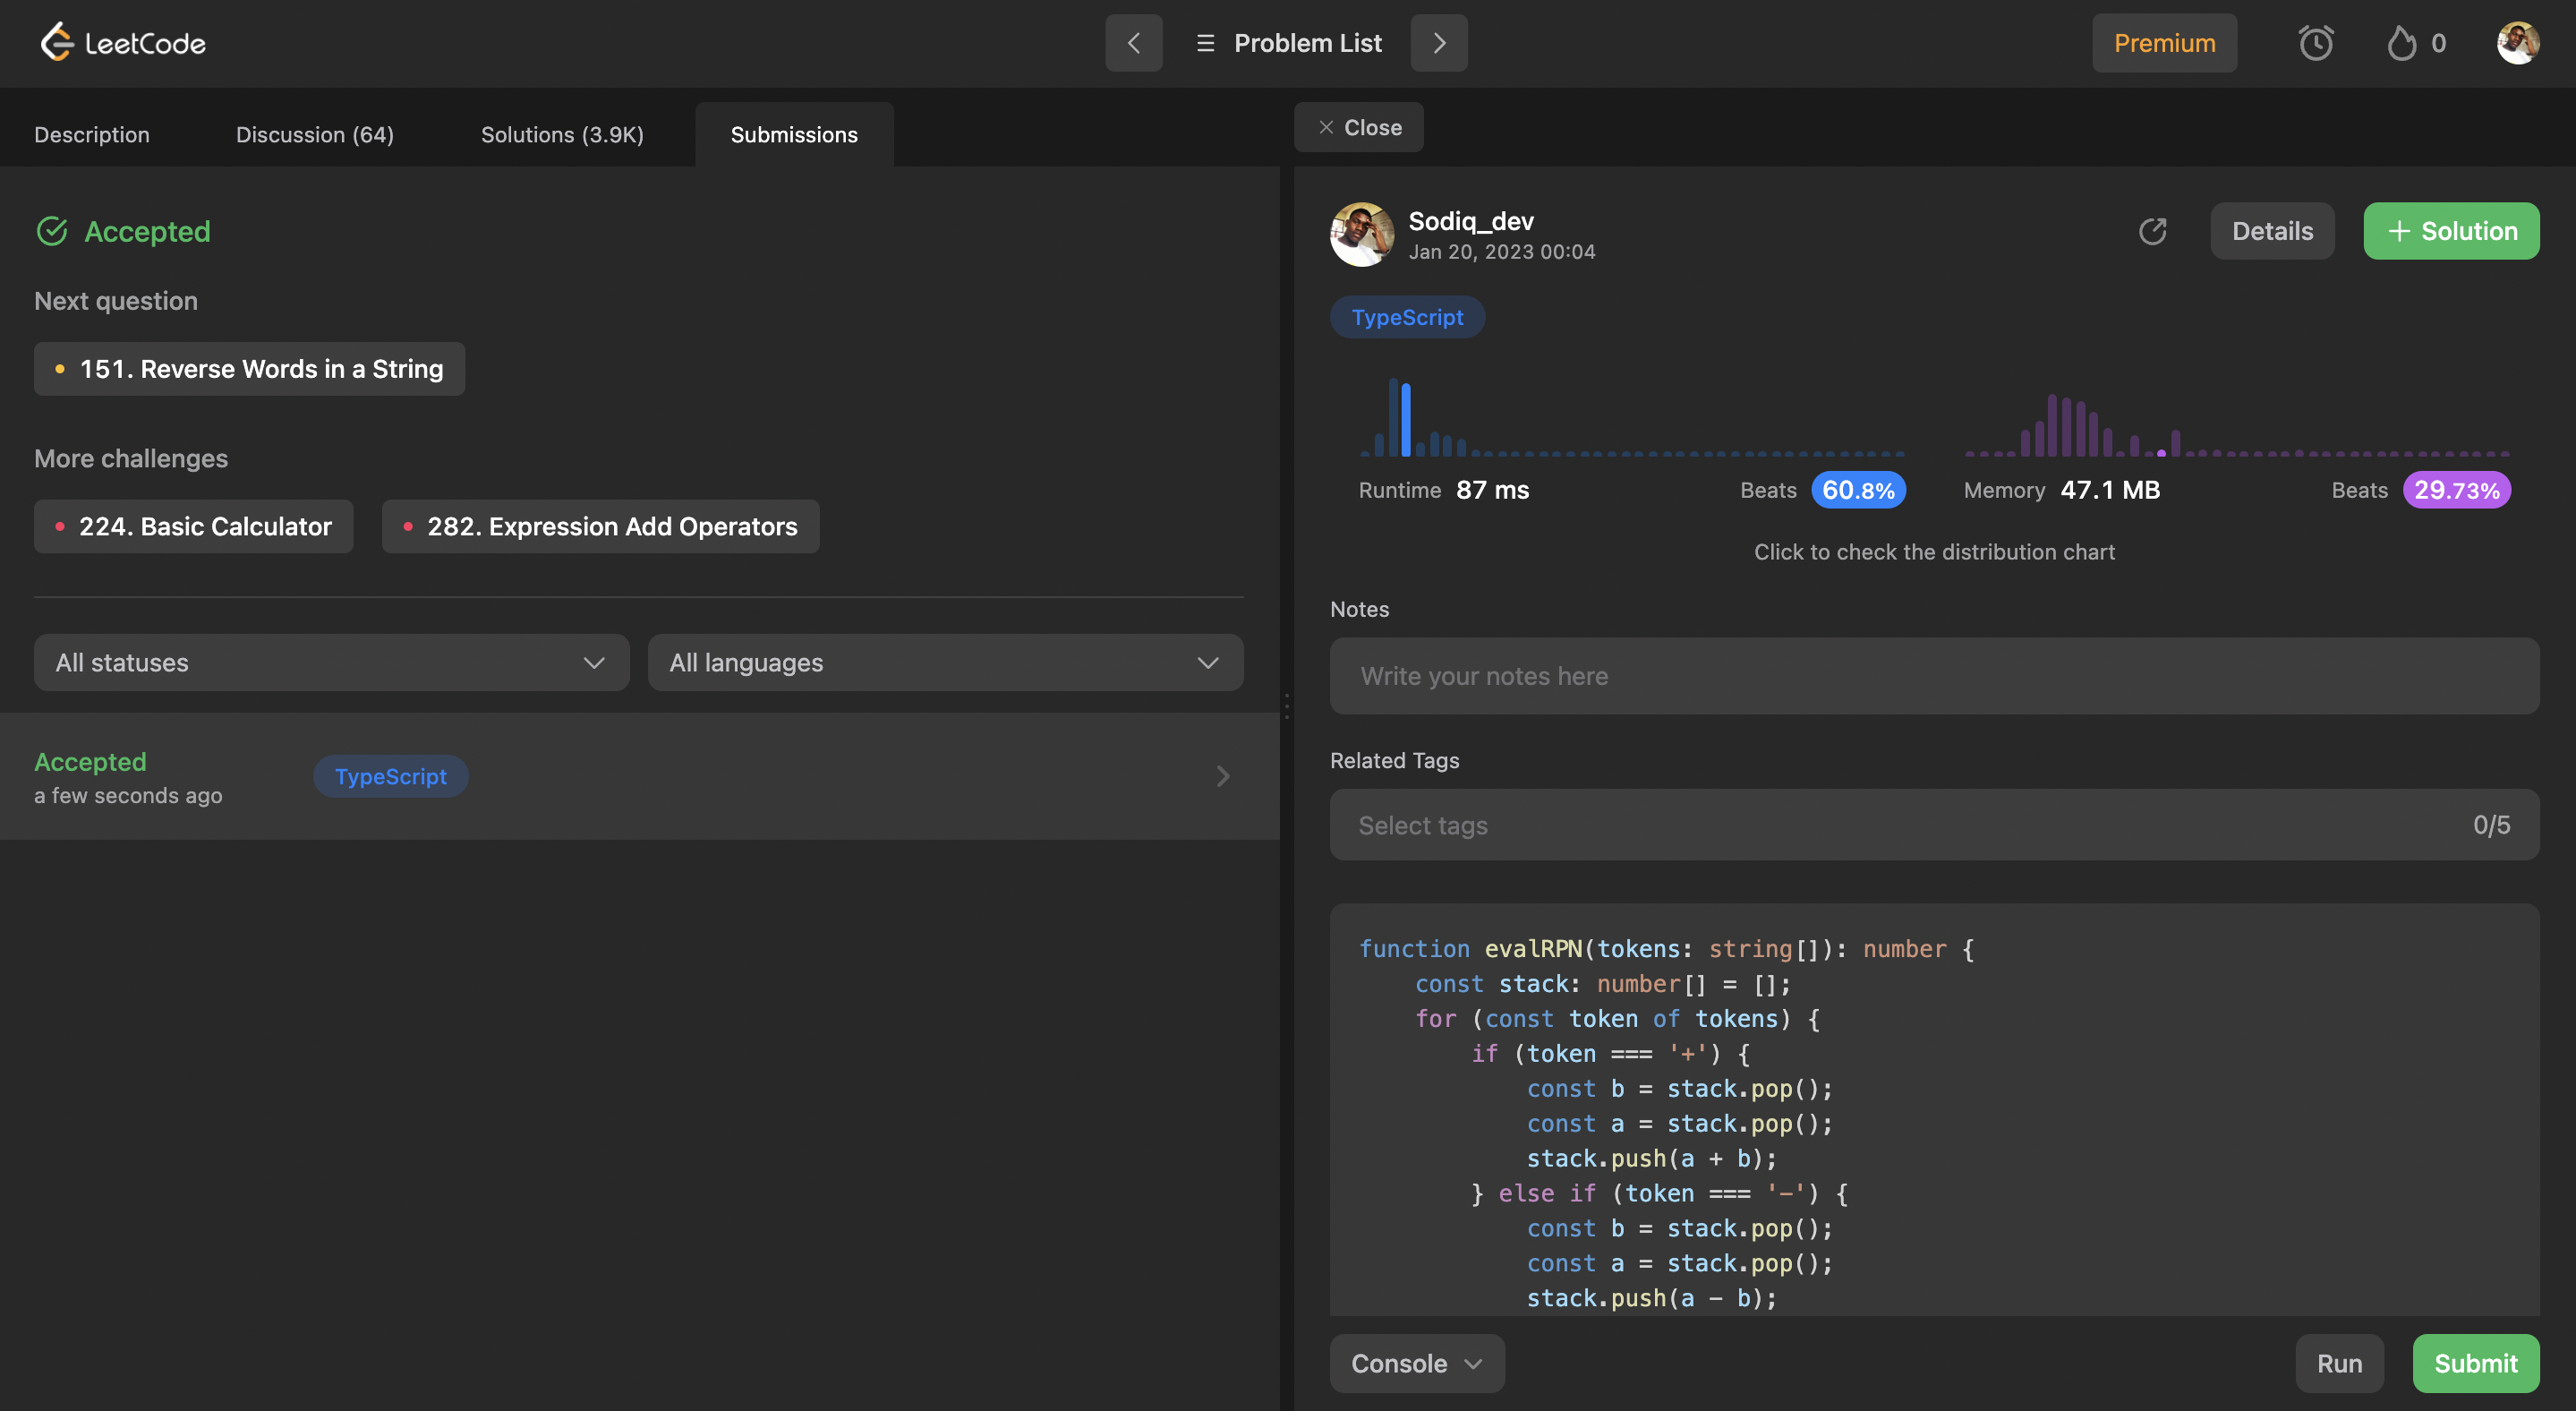 LeetCode
Problem List
Premium
0
Description
Discussion (64)
Solutions (3.9K)
Submissions
Close
Accepted
Next question
151. Reverse Words in a String
More challenges
224. Basic Calculator
282. Expression Add Operators
All statuses
All languages
Accepted
a few seconds ago
TypeScript
Sodiq_dev
Jan 20, 2023 00:04
Details
+ Solution
TypeScript
Runtime 87 ms
Beats 60.8%
Memory 47.1 MB
Beats 29.73%
Click to check the distribution chart
Notes
Write your notes here
Related Tags
Select tags
0/5
function evalRPN(tokens: string[]): number {
    const stack: number[] = [];
    for (const token of tokens) {
        if (token === '+') {
            const b = stack.pop();
            const a = stack.pop();
            stack.push(a + b);
        } else if (token === '-') {
            const b = stack.pop();
            const a = stack.pop();
            stack.push(a - b);
Console
Run
Submit